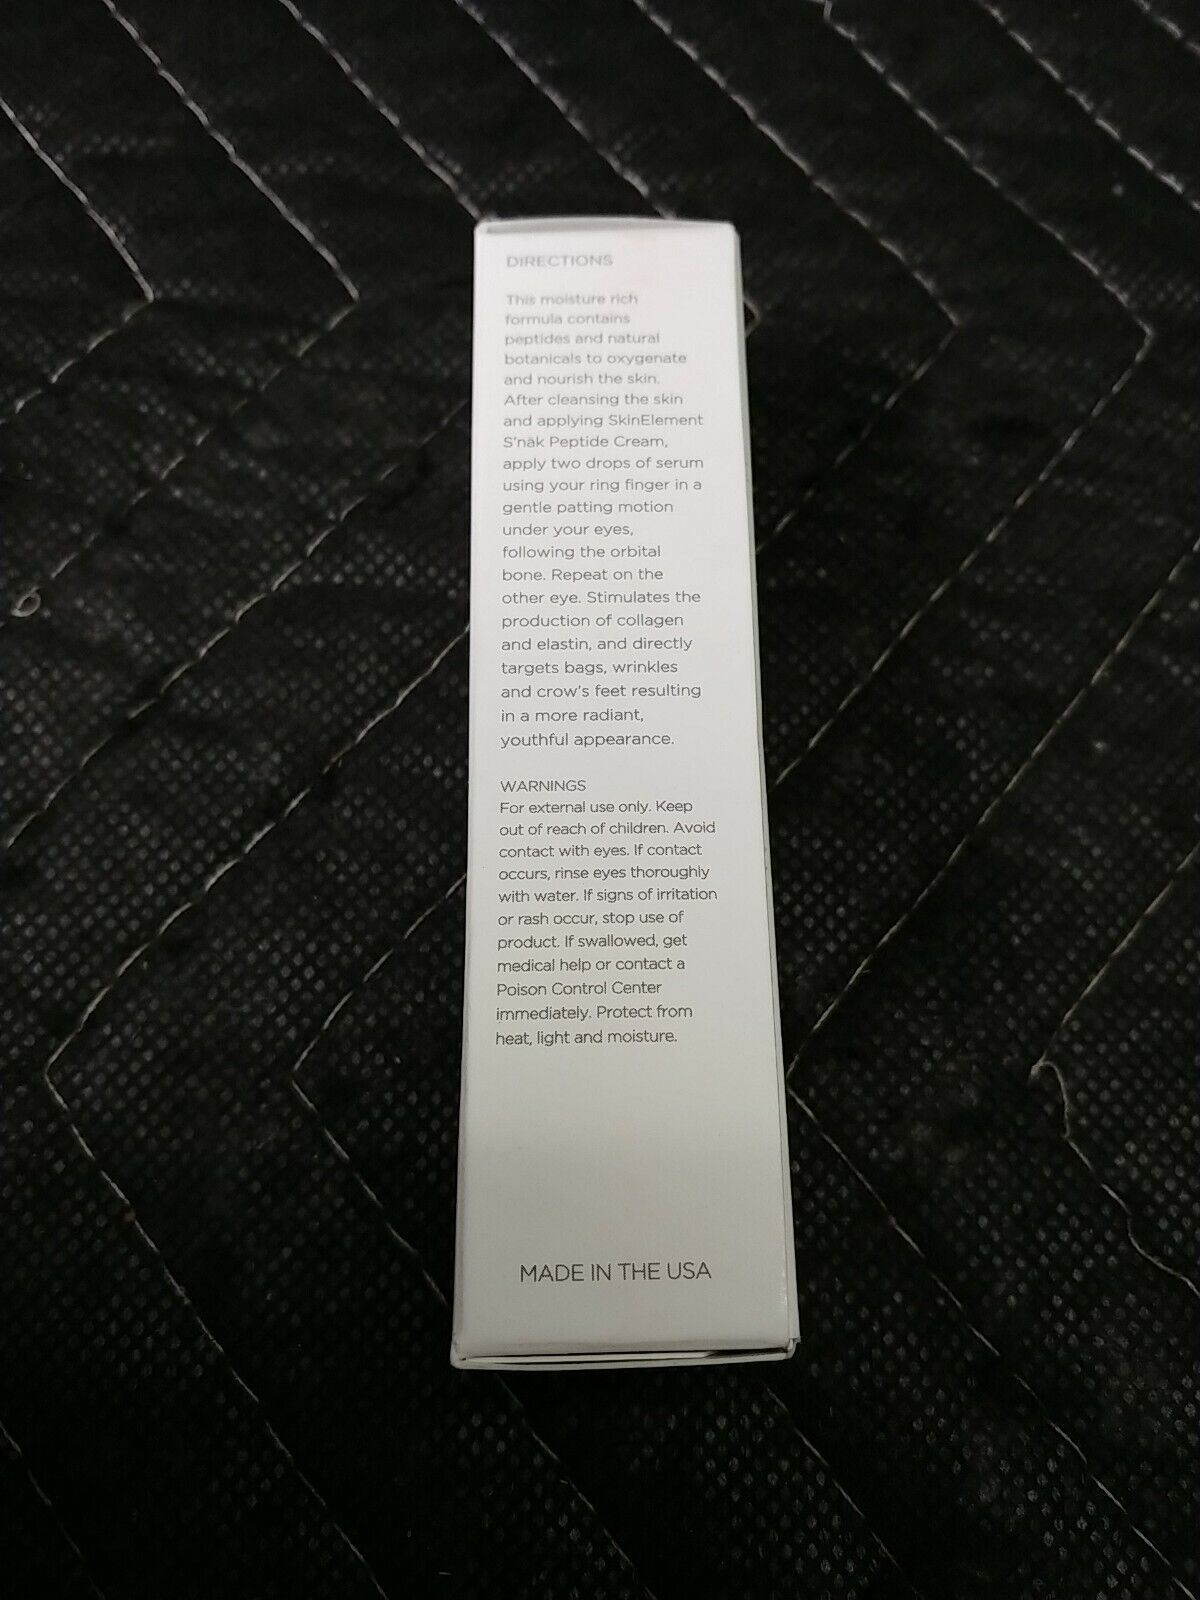 DIRECTIONS
This moisture rich
formula contains
peptides and natural
botanicals to oxygenate
and nourish the skin.
After cleansing the skin
and applying SkinElement
S'näk Peptide Cream,
apply two drops of serum
using your ring finger in a
gentle patting motion
under your eyes,
following the orbital
bone. Repeat on the
other eye. Stimulates the
production of collagen
and elastin, and directly
targets bags, wrinkles
and crow's feet resulting
in a more radiant,
youthful appearance.
WARNINGS
For external use only. Keep
out of reach of children. Avoid
contact with eyes. If contact
occurs, rinse eyes thoroughly
with water. If signs of irritation
or rash occur, stop use of
product. If swallowed, get
medical help or contact a
Poison Control Center
immediately. Protect from
heat, light and moisture.
MADE IN THE USA